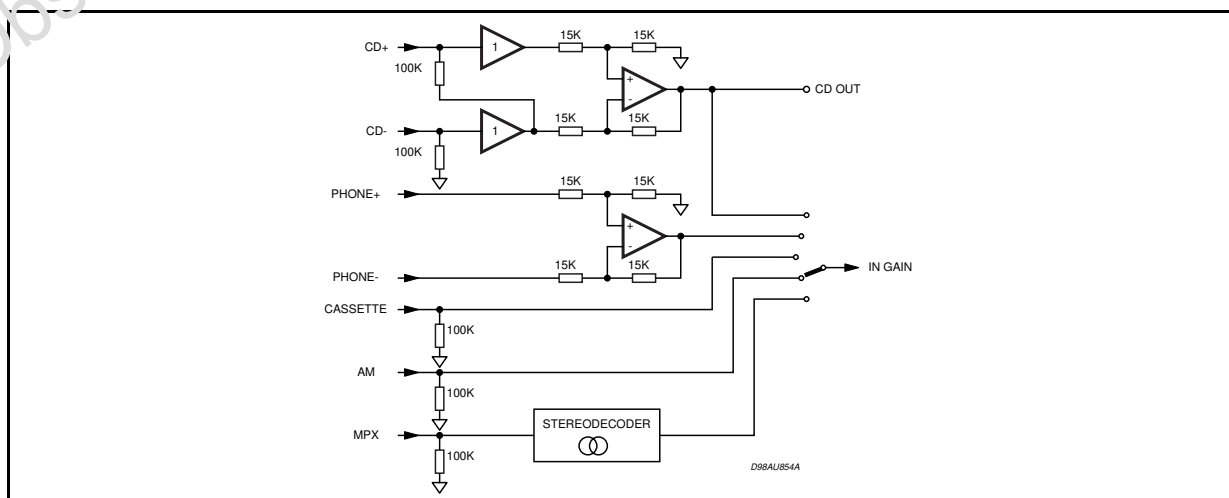 CD+
100K
1
15K
15K
+
-
CD OUT
CD-
100K
1
15K
15K
PHONE+
15K
15K
+
-
PHONE-
15K
15K
IN GAIN
CASSETTE
100K
AM
100K
MPX
100K
STEREODECODER
D98AU854A